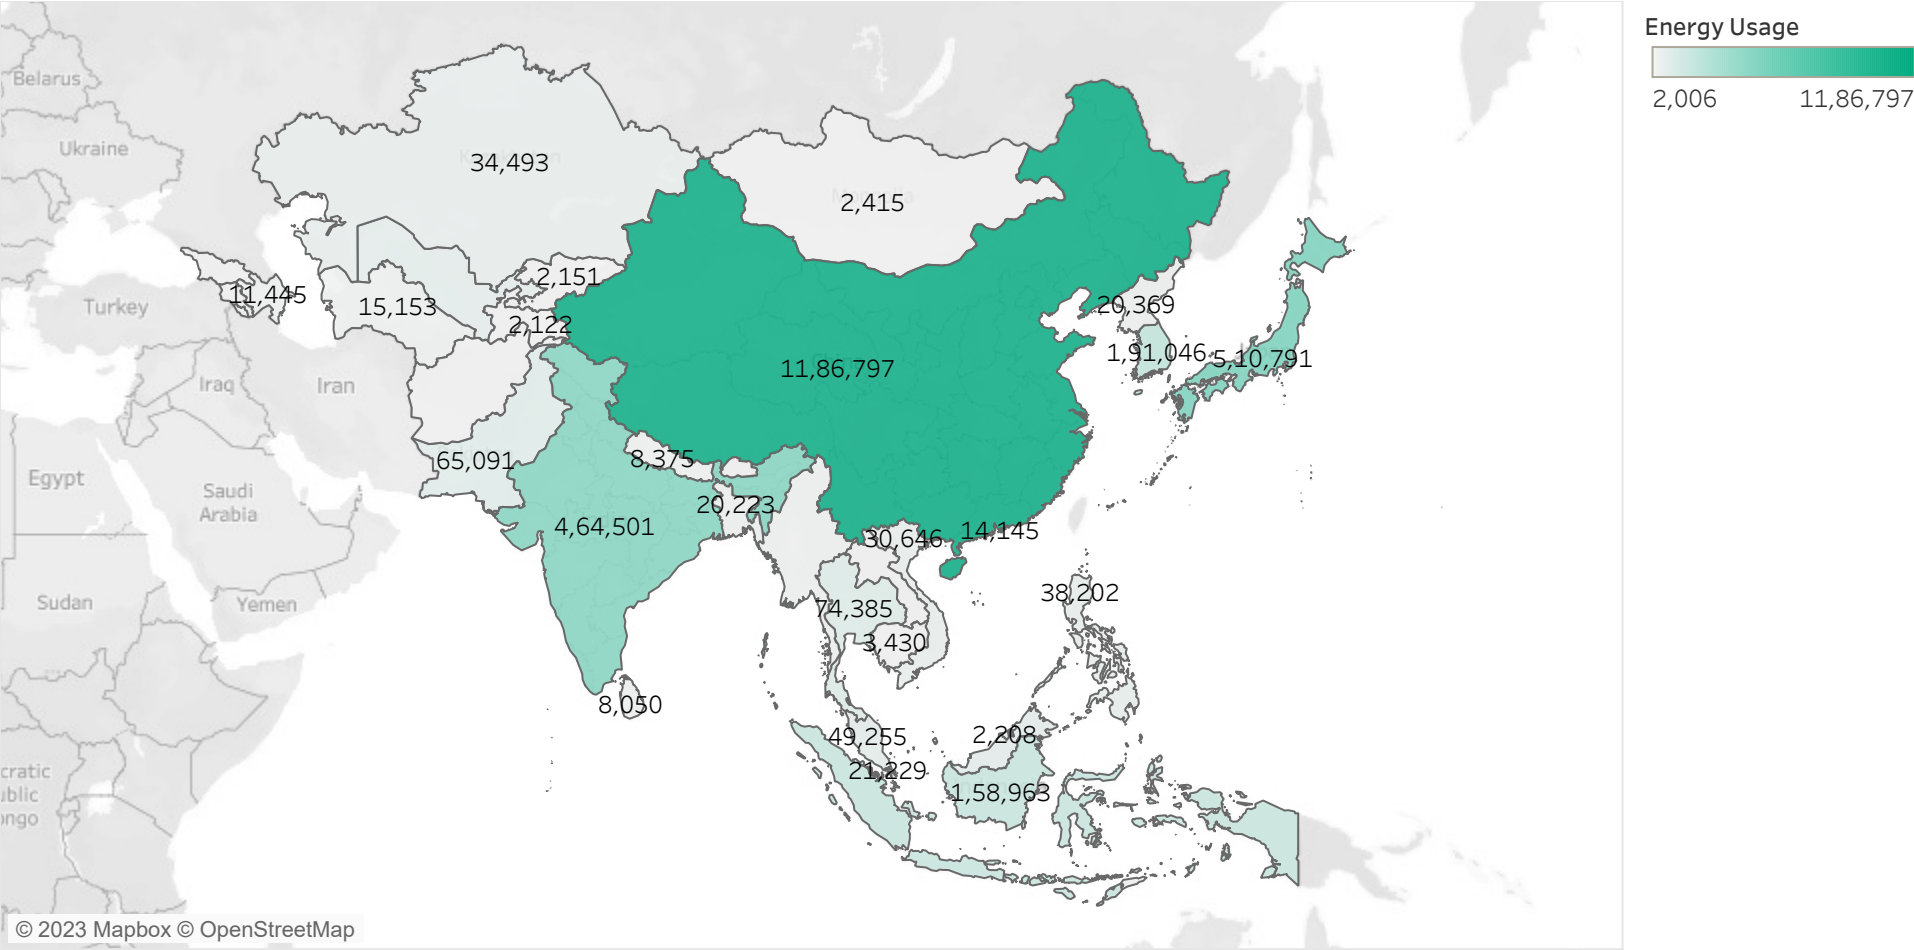 Energy Usage
2,006
11,86,797
Belarus
Ukraine
34,493
2,415
2,151
11,445
Turkey
15,153
20,369
2,122
1,91,046
5,10,791
11,86,797
Iraq
Iran
65,091
8,375
Egypt
Saudi
Arabia
20,223
4,64,501
30,646
14,145
Sudan
Yemen
38,202
74,385
3,430
8,050
49,255
2,208
21,229
1,58,963
cratic
ublic
ongo
© 2023 Mapbox © OpenStreetMap